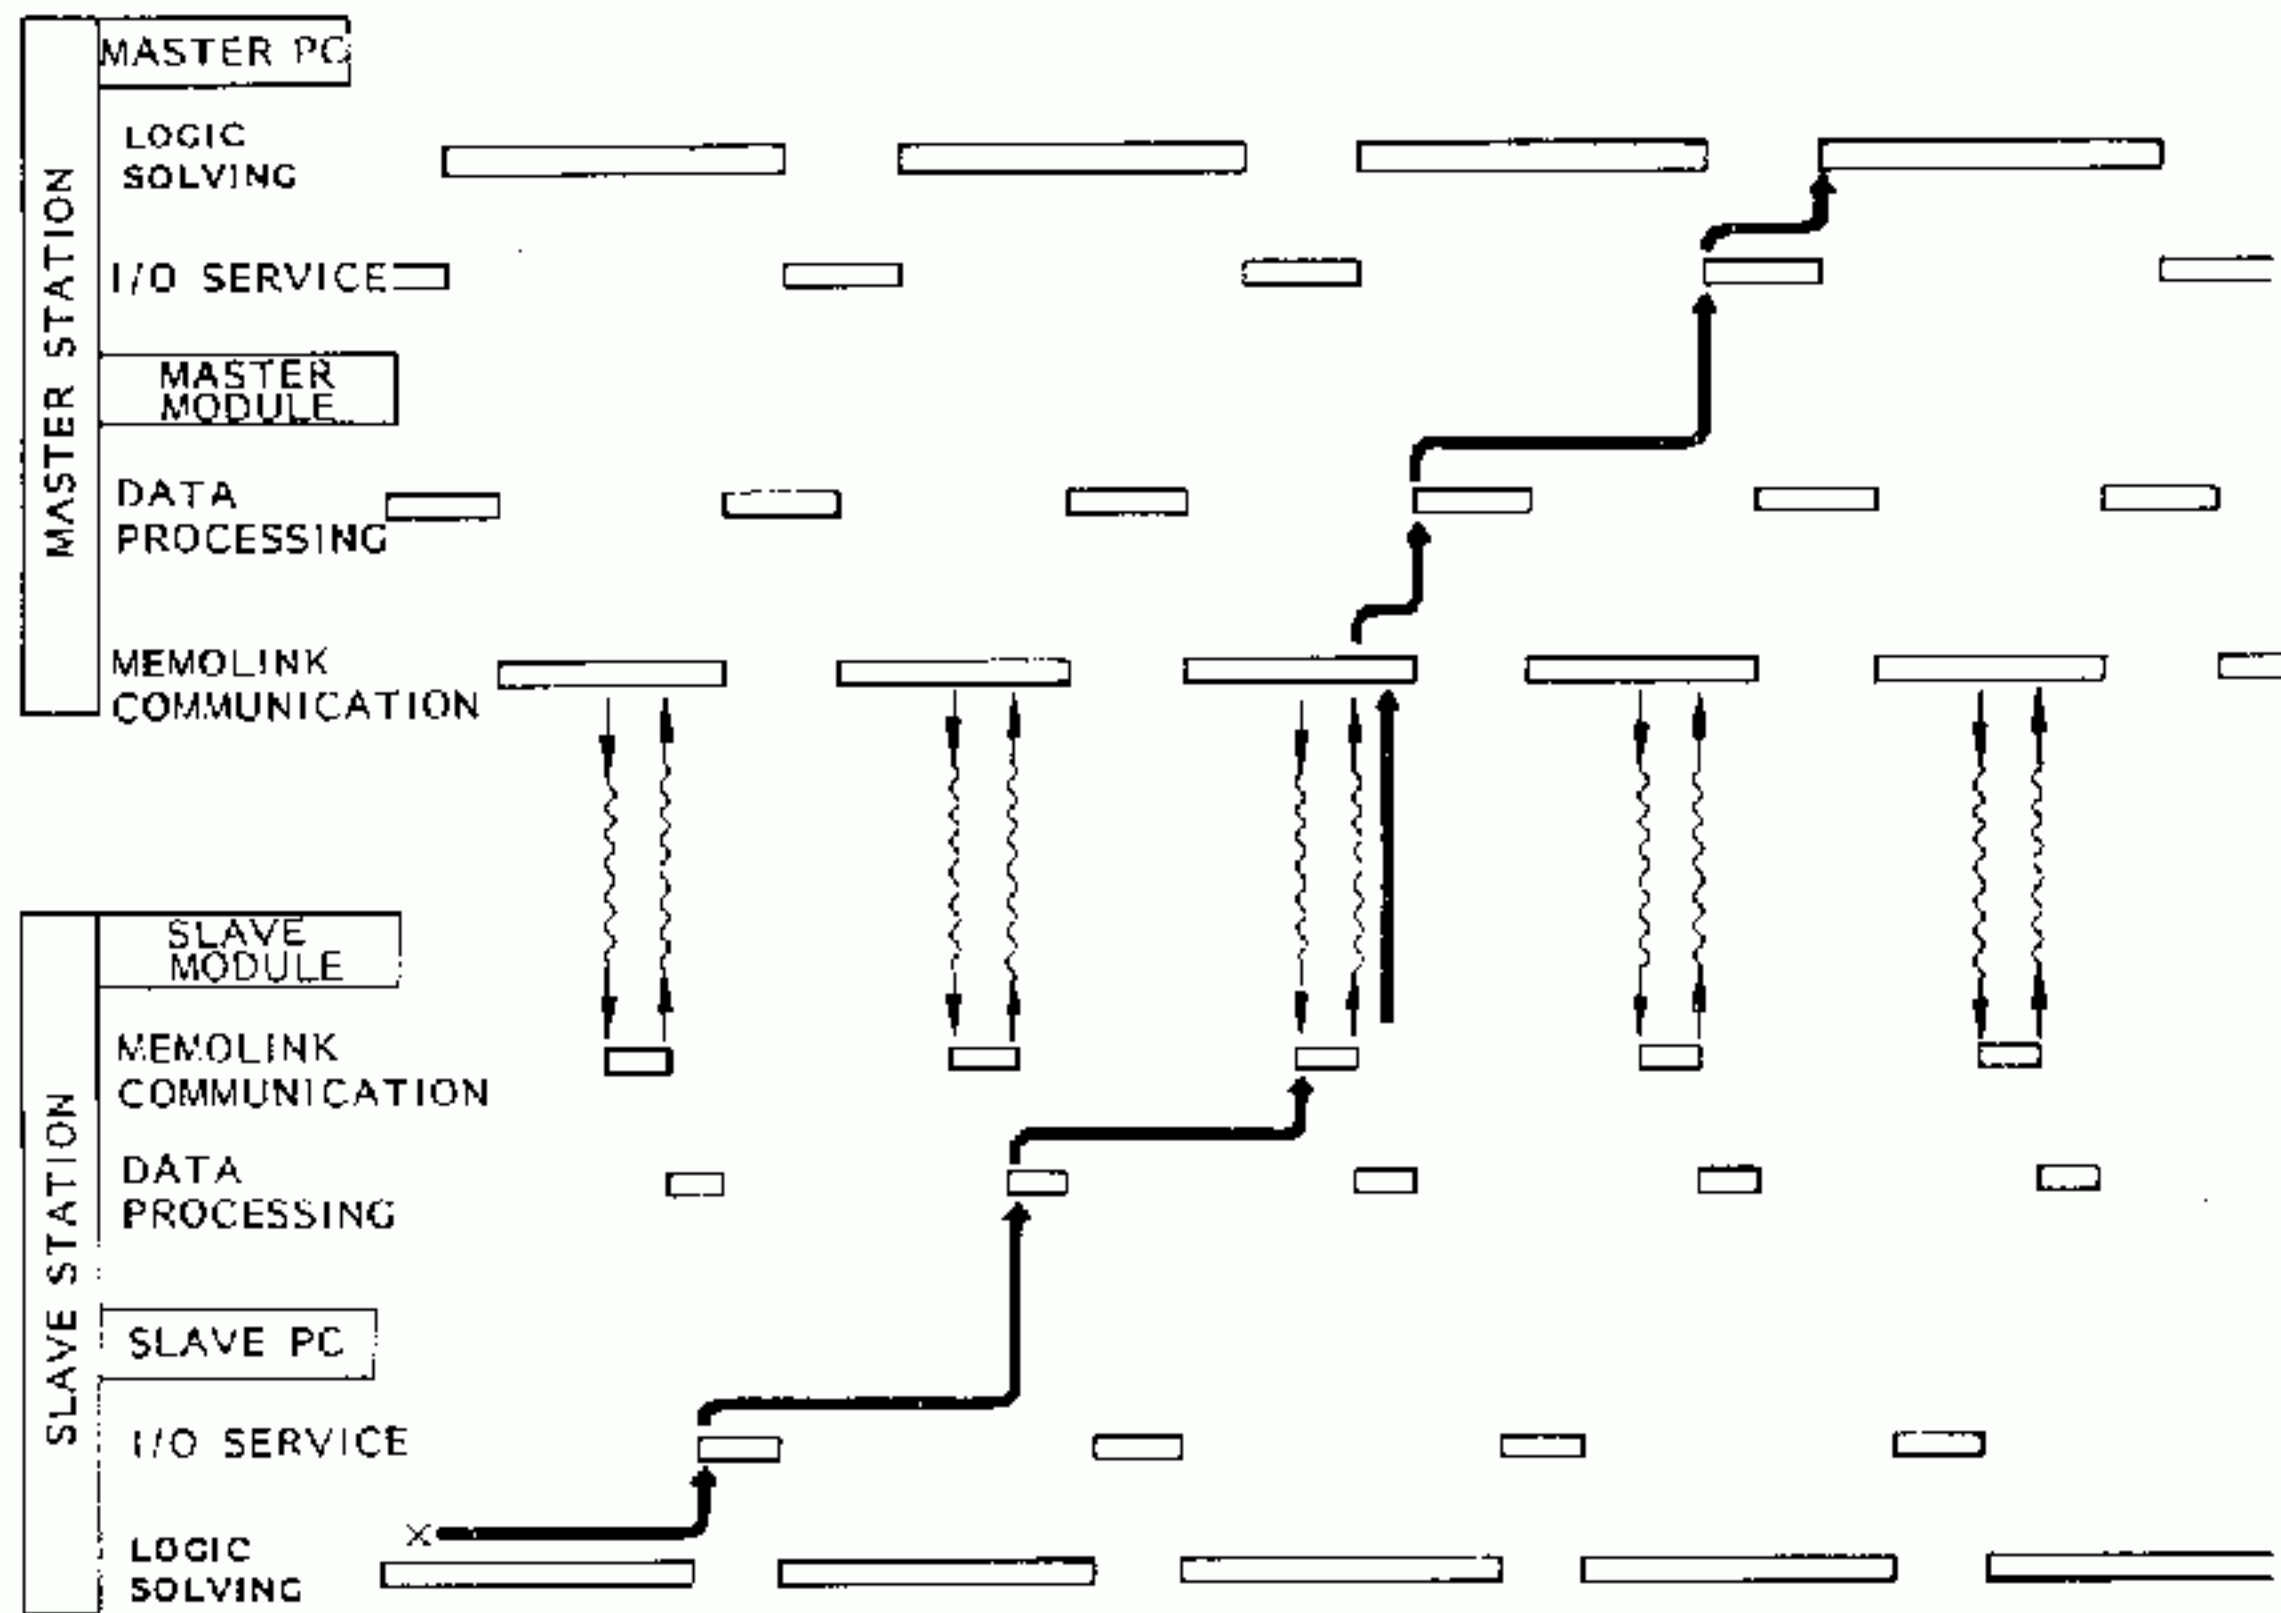 MASTER STATION
MASTER PC
LOGIC
SOLVING
I/O SERVICE
MASTER
MODULE
DATA
PROCESSING
MEMOLINK
COMMUNICATION
SLAVE STATION
SLAVE
MODULE
MEMOLINK
COMMUNICATION
DATA
PROCESSING
SLAVE PC
I/O SERVICE
X
LOGIC
SOLVING